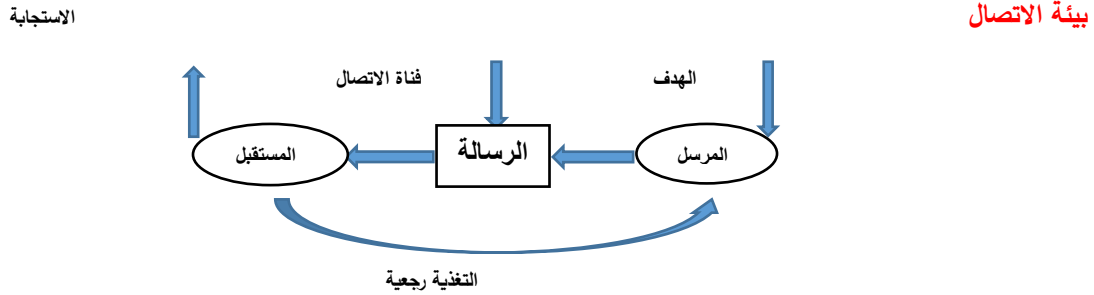 بيئة الاتصال
الاستجابة
الهدف
فناة الاتصال
المرسل
الرسالة
المستقبل
التغذية رجعية